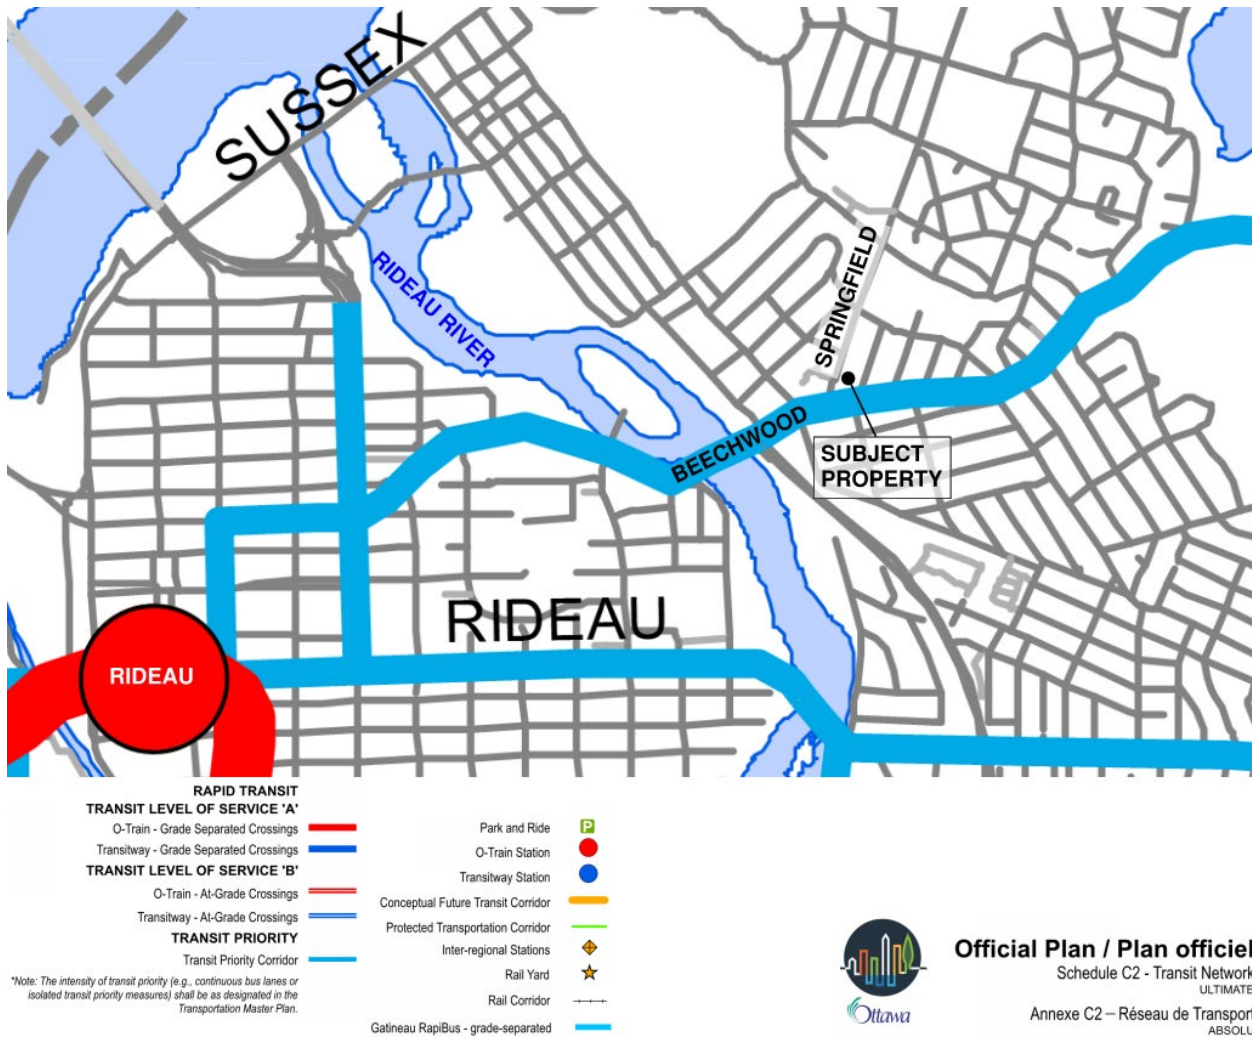 SUSSEX
RIDEAU RIVER
SPRINGFIELD
BEECHWOOD
SUBJECT
PROPERTY
RIDEAU
RIDEAU
RAPID TRANSIT
TRANSIT LEVEL OF SERVICE 'A'
O-Train - Grade Separated Crossings
Transitway - Grade Separated Crossings
TRANSIT LEVEL OF SERVICE 'B'
O-Train - At-Grade Crossings
Transitway - At-Grade Crossings
TRANSIT PRIORITY
Transit Priority Corridor
*Note: The intensity of transit priority (e.g., continuous bus lanes or
isolated transit priority measures) shall be as designated in the
Transportation Master Plan.
Park and Ride P
O-Train Station
Transitway Station
Conceptual Future Transit Corridor
Protected Transportation Corridor
Inter-regional Stations
Rail Yard
Rail Corridor
Gatineau RapiBus - grade-separated
Ottawa
Official Plan / Plan officiel
Schedule C2 - Transit Network
ULTIMATE
Annexe C2 – Réseau de Transport
ABSOLU